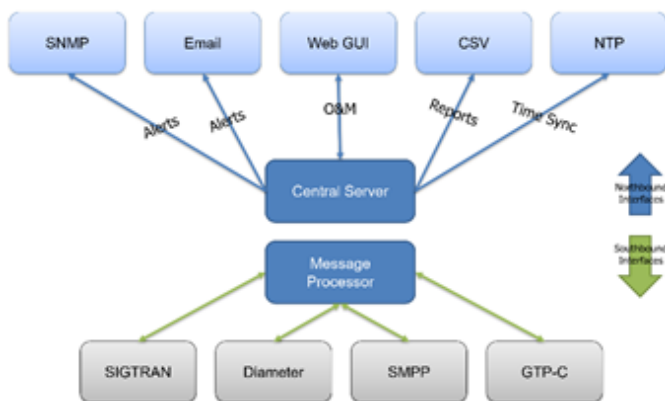 SNMP
Email
Web GUI
CSV
NTP
Alerts
Alerts
O&M
Reports
Time Sync
Central Server
Northbound
Interfaces
Southbound
Interfaces
Message
Processor
SIGTRAN
Diameter
SMPP
GTP-C